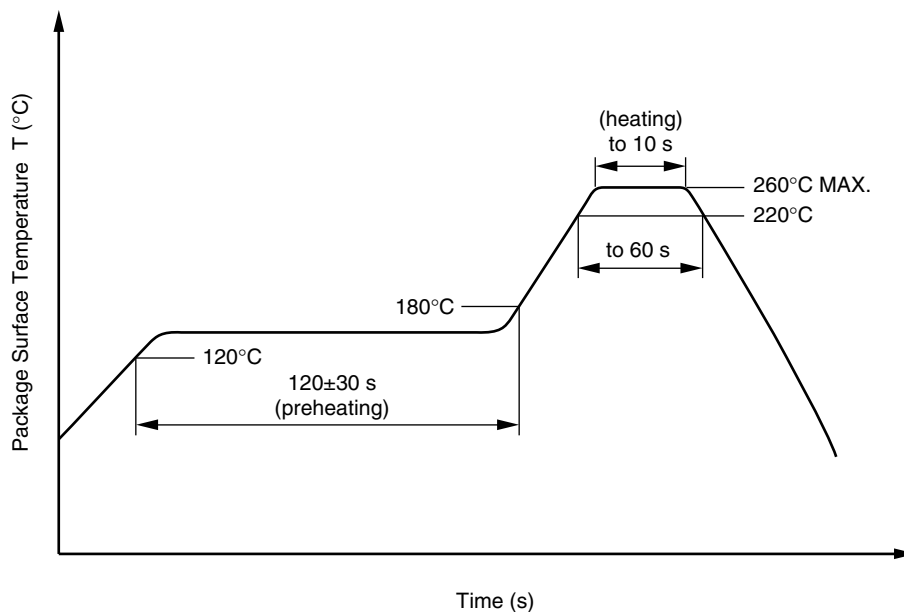 Package Surface Temperature T (°C)
(heating)
to 10 s
260°C MAX.
220°C
to 60 s
180°C
120°C
120±30 s
(preheating)
Time (s)